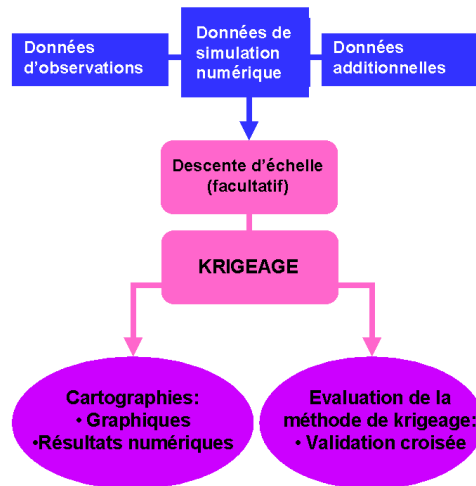 Données
d'observations
Données de
simulation
numérique
Données
additionnelles
Descente d'échelle
(facultatif)
KRIGEAGE
Cartographies:
• Graphiques
•Résultats numériques
Evaluation de la
méthode de krigeage:
• Validation croisée